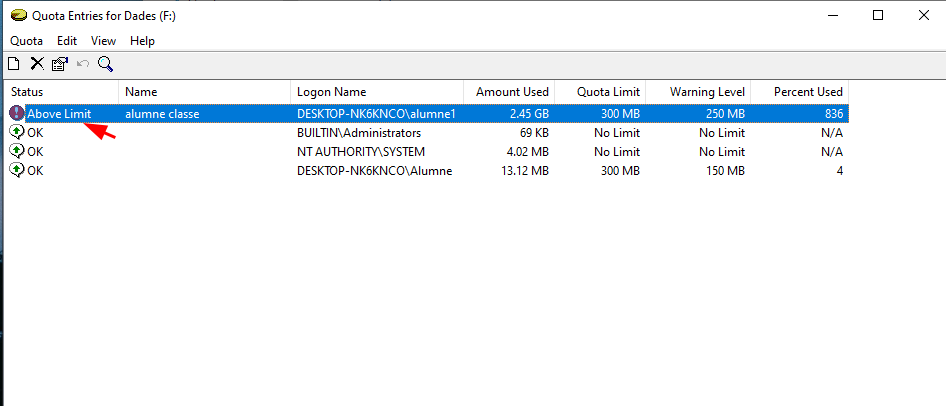 Quota Entries for Dades (F:)
Quota Edit View Help
Status Name Logon Name Amount Used Quota Limit Warning Level Percent Used
Above Limit alumne classe DESKTOP-NK6KNCO\alumne1 2.45 GB 300 MB 250 MB 836
OK BUILTIN\Administrators 69 KB No Limit No Limit N/A
OK NT AUTHORITY\SYSTEM 4.02 MB No Limit No Limit N/A
OK DESKTOP-NK6KNCO\Alumne 13.12 MB 300 MB 150 MB 4